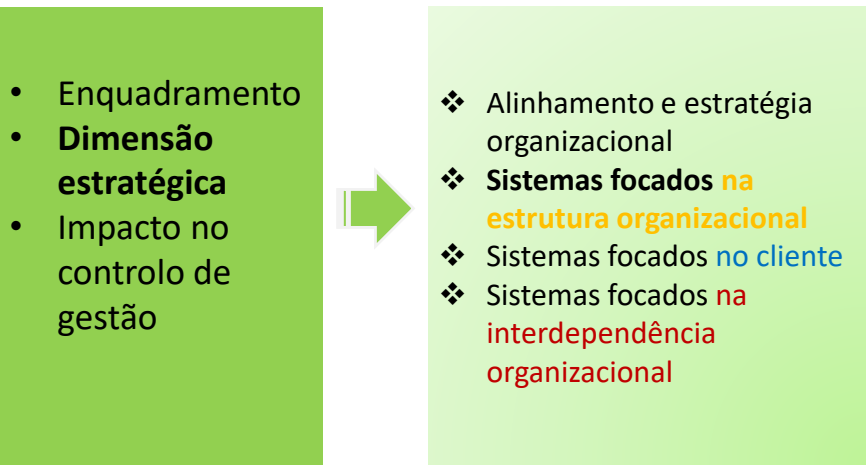 • Enquadramento
• Dimensão
estratégica
• Impacto no
controlo de
gestão
❖ Alinhamento e estratégia
organizacional
❖ Sistemas focados na
estrutura organizacional
❖ Sistemas focados no cliente
❖ Sistemas focados na
interdependência
organizacional